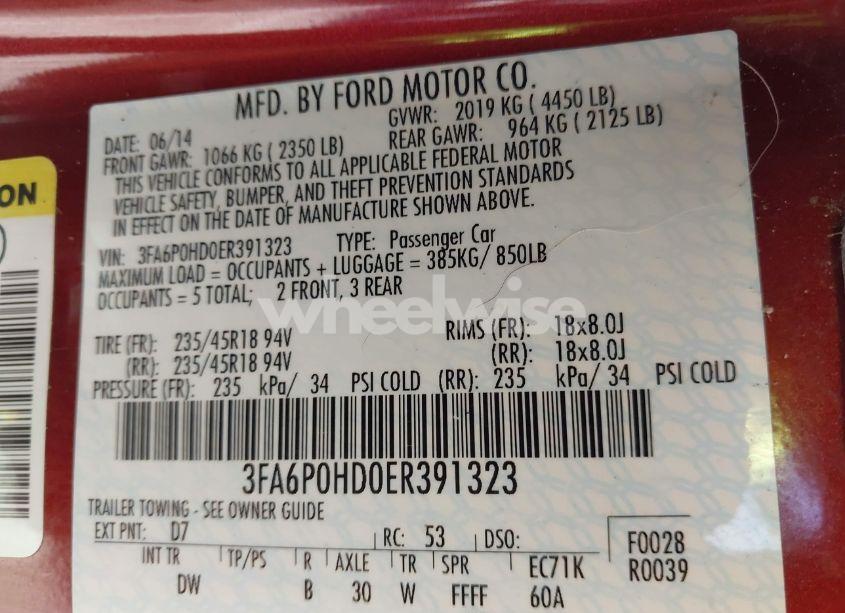 MFD. BY FORD MOTOR CO.
DATE: 06/14 GVWR: 2019 KG ( 4450 LB)
FRONT GAWR: 1066 KG ( 2350 LB) REAR GAWR: 964 KG ( 2125 LB)
THIS VEHICLE CONFORMS TO ALL APPLICABLE FEDERAL MOTOR
VEHICLE SAFETY, BUMPER, AND THEFT PREVENTION STANDARDS
IN EFFECT ON THE DATE OF MANUFACTURE SHOWN ABOVE.
ON
VIN: 3FA6P0HD0ER391323 TYPE: Passenger Car
MAXIMUM LOAD = OCCUPANTS + LUGGAGE = 385KG/ 850LB
OCCUPANTS = 5 TOTAL; 2 FRONT, 3 REAR
wheelwise
TIRE (FR): 235/45R18 94V RIMS (FR): 18x8.0J
(RR): 235/45R18 94V (RR): 18x8.0J
PRESSURE (FR): 235 kPa/ 34 PSI COLD (RR): 235 kPa/ 34 PSI COLD
3FA6P0HD0ER391323
TRAILER TOWING - SEE OWNER GUIDE
EXT PNT: D7 RC: 53 DSO: F0028
INT TR TP/PS R AXLE TR SPR EC71K R0039
DW B 30 W FFFF 60A